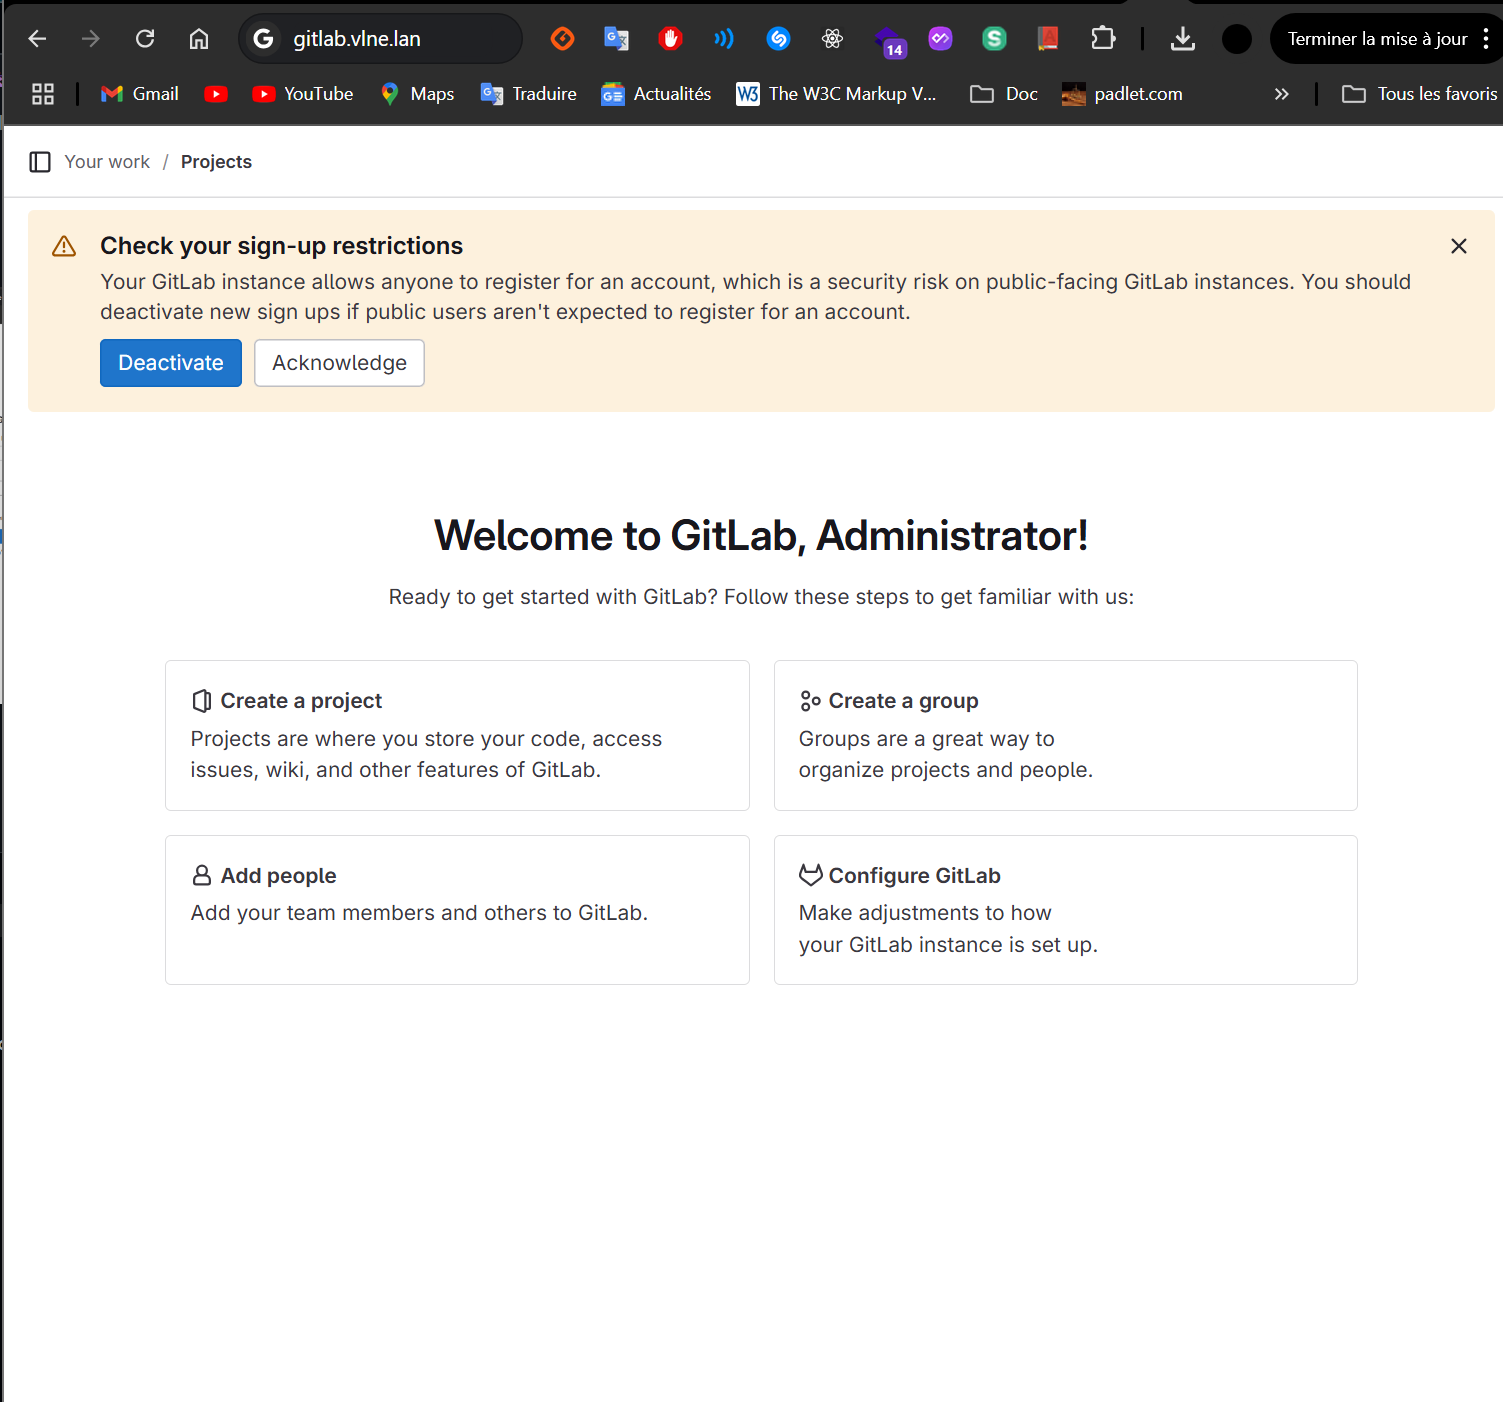 gitlab.vlne.lan
14
Terminer la mise à jour
Gmail
YouTube
Maps
Traduire
Actualités
The W3C Markup V...
Doc
padlet.com
Tous les favoris
Your work / Projects
Check your sign-up restrictions
Your GitLab instance allows anyone to register for an account, which is a security risk on public-facing GitLab instances. You should
deactivate new sign ups if public users aren't expected to register for an account.
Deactivate
Acknowledge
Welcome to GitLab, Administrator!
Ready to get started with GitLab? Follow these steps to get familiar with us:
Create a project
Projects are where you store your code, access
issues, wiki, and other features of GitLab.
Create a group
Groups are a great way to
organize projects and people.
Add people
Add your team members and others to GitLab.
Configure GitLab
Make adjustments to how
your GitLab instance is set up.